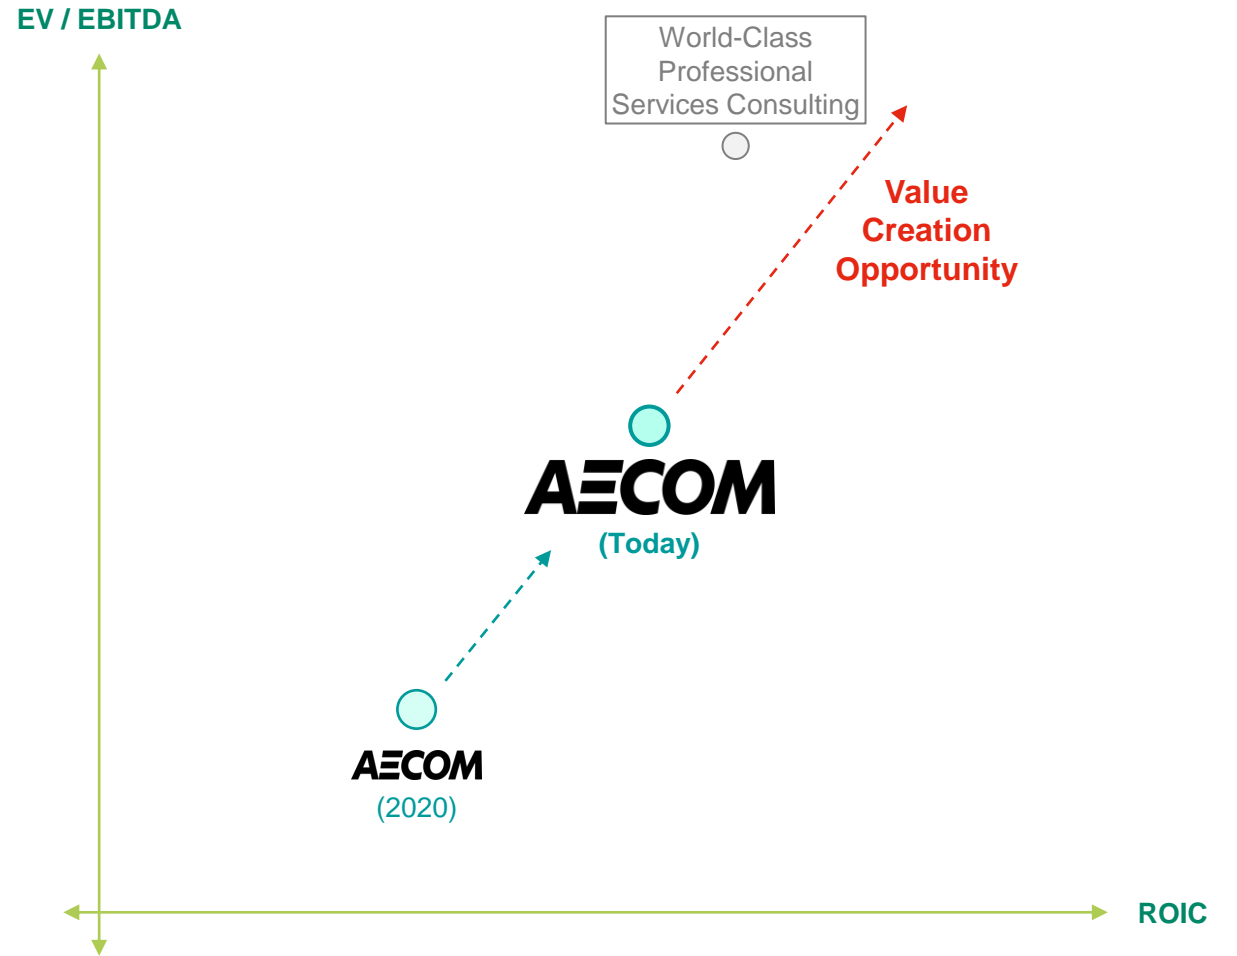 EV / EBITDA
World-Class
Professional
Services Consulting
Value
Creation
Opportunity
AECOM
(Today)
AECOM
(2020)
ROIC